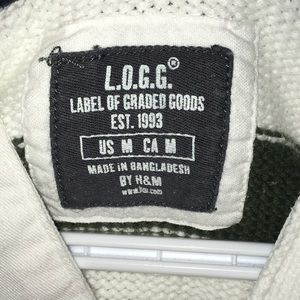 L.O.G.G.®
LABEL OF GRADED GOODS
EST. 1993
US M CA M
MADE IN BANGLADESH
BY H&M